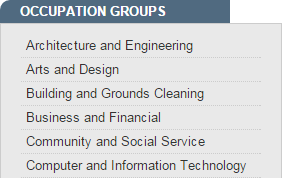 OCCUPATION GROUPS
Architecture and Engineering
Arts and Design
Building and Grounds Cleaning
Business and Financial
Community and Social Service
Computer and Information Technology